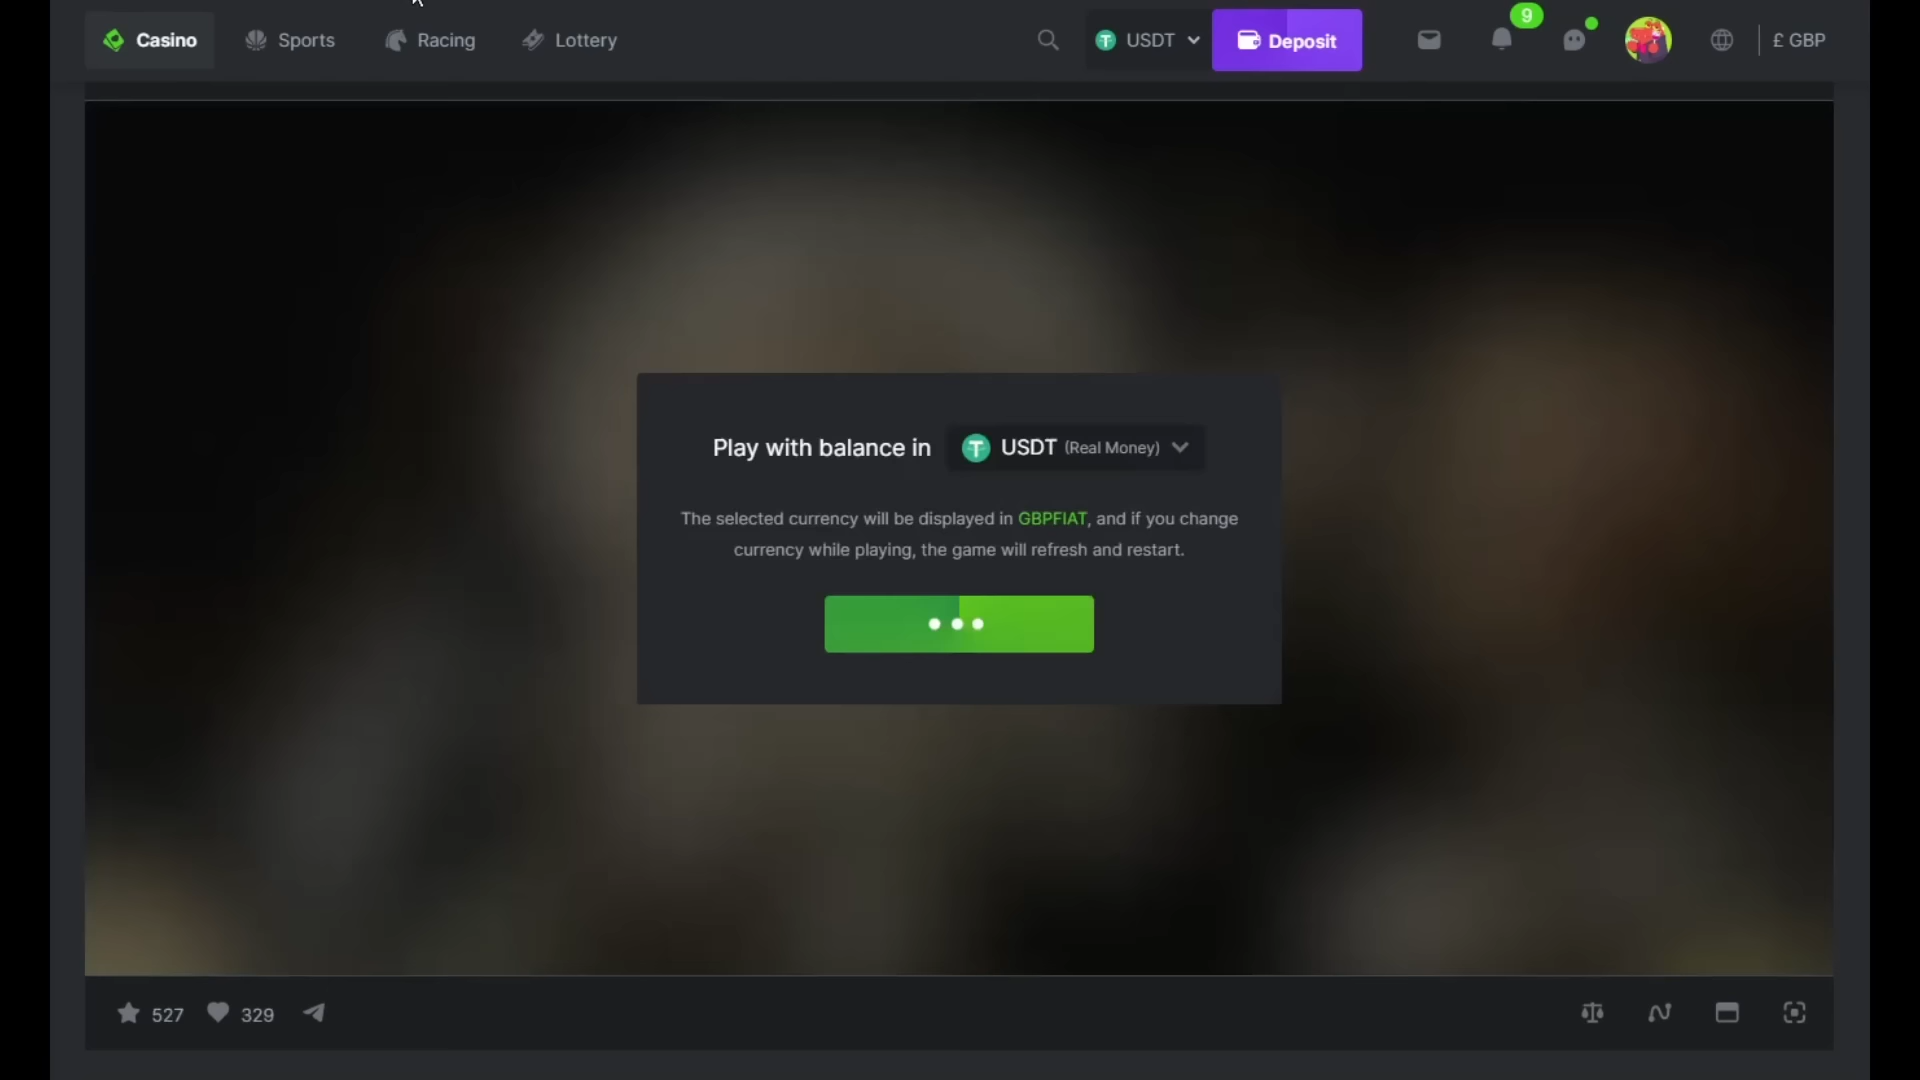 Casino Sports Racing Lottery USDT Deposit 9 £ GBP
Play with balance in USDT (Real Money)
The selected currency will be displayed in GBPFIAT, and if you change
currency while playing, the game will refresh and restart.
527 329